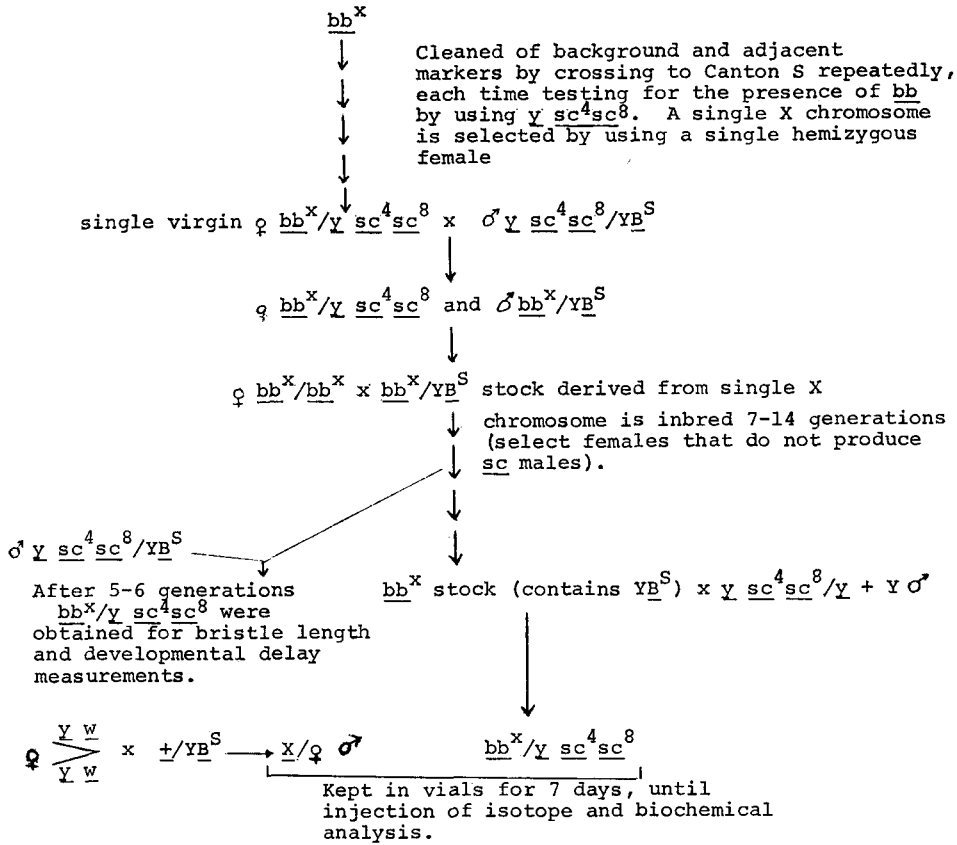 bb^x
Cleaned of background and adjacent
markers by crossing to Canton S repeatedly,
each time testing for the presence of bb
by using y sc^4sc^8. A single X chromosome
is selected by using a single hemizygous
female
single virgin ♀ bb^x/y sc^4sc^8 x ♂ y sc^4sc^8/YB^S
♀ bb^x/y sc^4sc^8 and ♂ bb^x/YB^S
♀ bb^x/bb^x x bb^x/YB^S stock derived from single X
chromosome is inbred 7-14 generations
(select females that do not produce
sc males).
♂ y sc^4sc^8/YB^S
After 5-6 generations
bb^x/y sc^4sc^8 were
obtained for bristle length
and developmental delay
measurements.
bb^x stock (contains YB^S) x y sc^4sc^8/y + Y ♂
y w
♀ x +/YB^S X/♀ ♂ bb^x/y sc^4sc^8
y w
Kept in vials for 7 days, until
injection of isotope and biochemical
analysis.